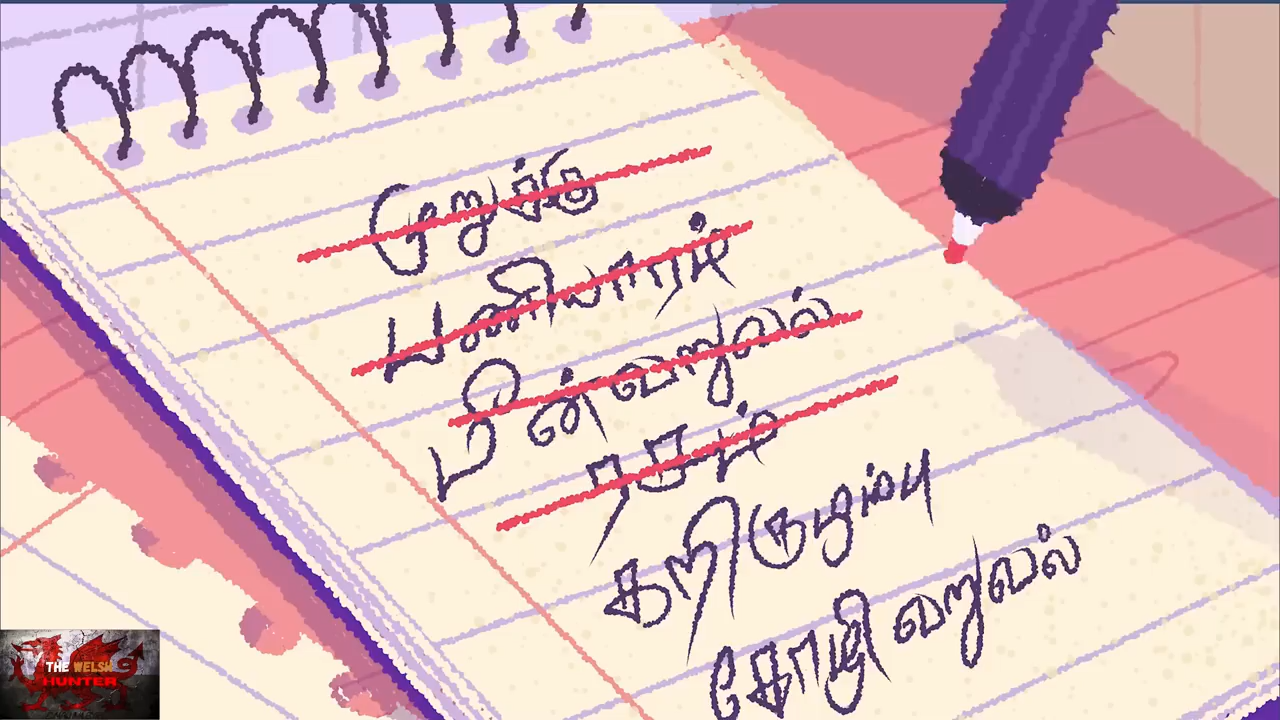 முறுக்கு
பணியாரம்
மீன் வறுவல்
ரசம்
கறி குழம்பு
கோழி வறுவல்
THE WELSH
HUNTER